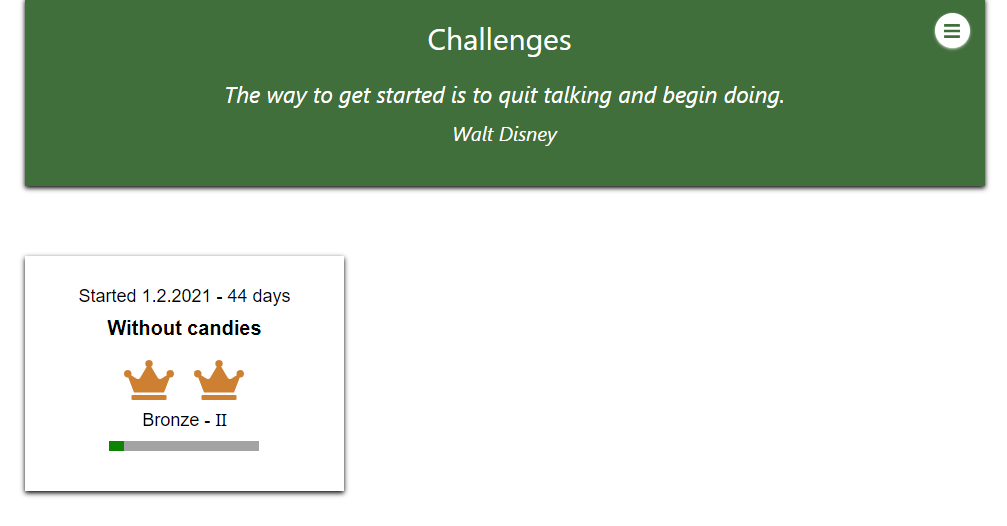 Challenges
The way to get started is to quit talking and begin doing.
Walt Disney
Started 1.2.2021 - 44 days
Without candies
Bronze - II